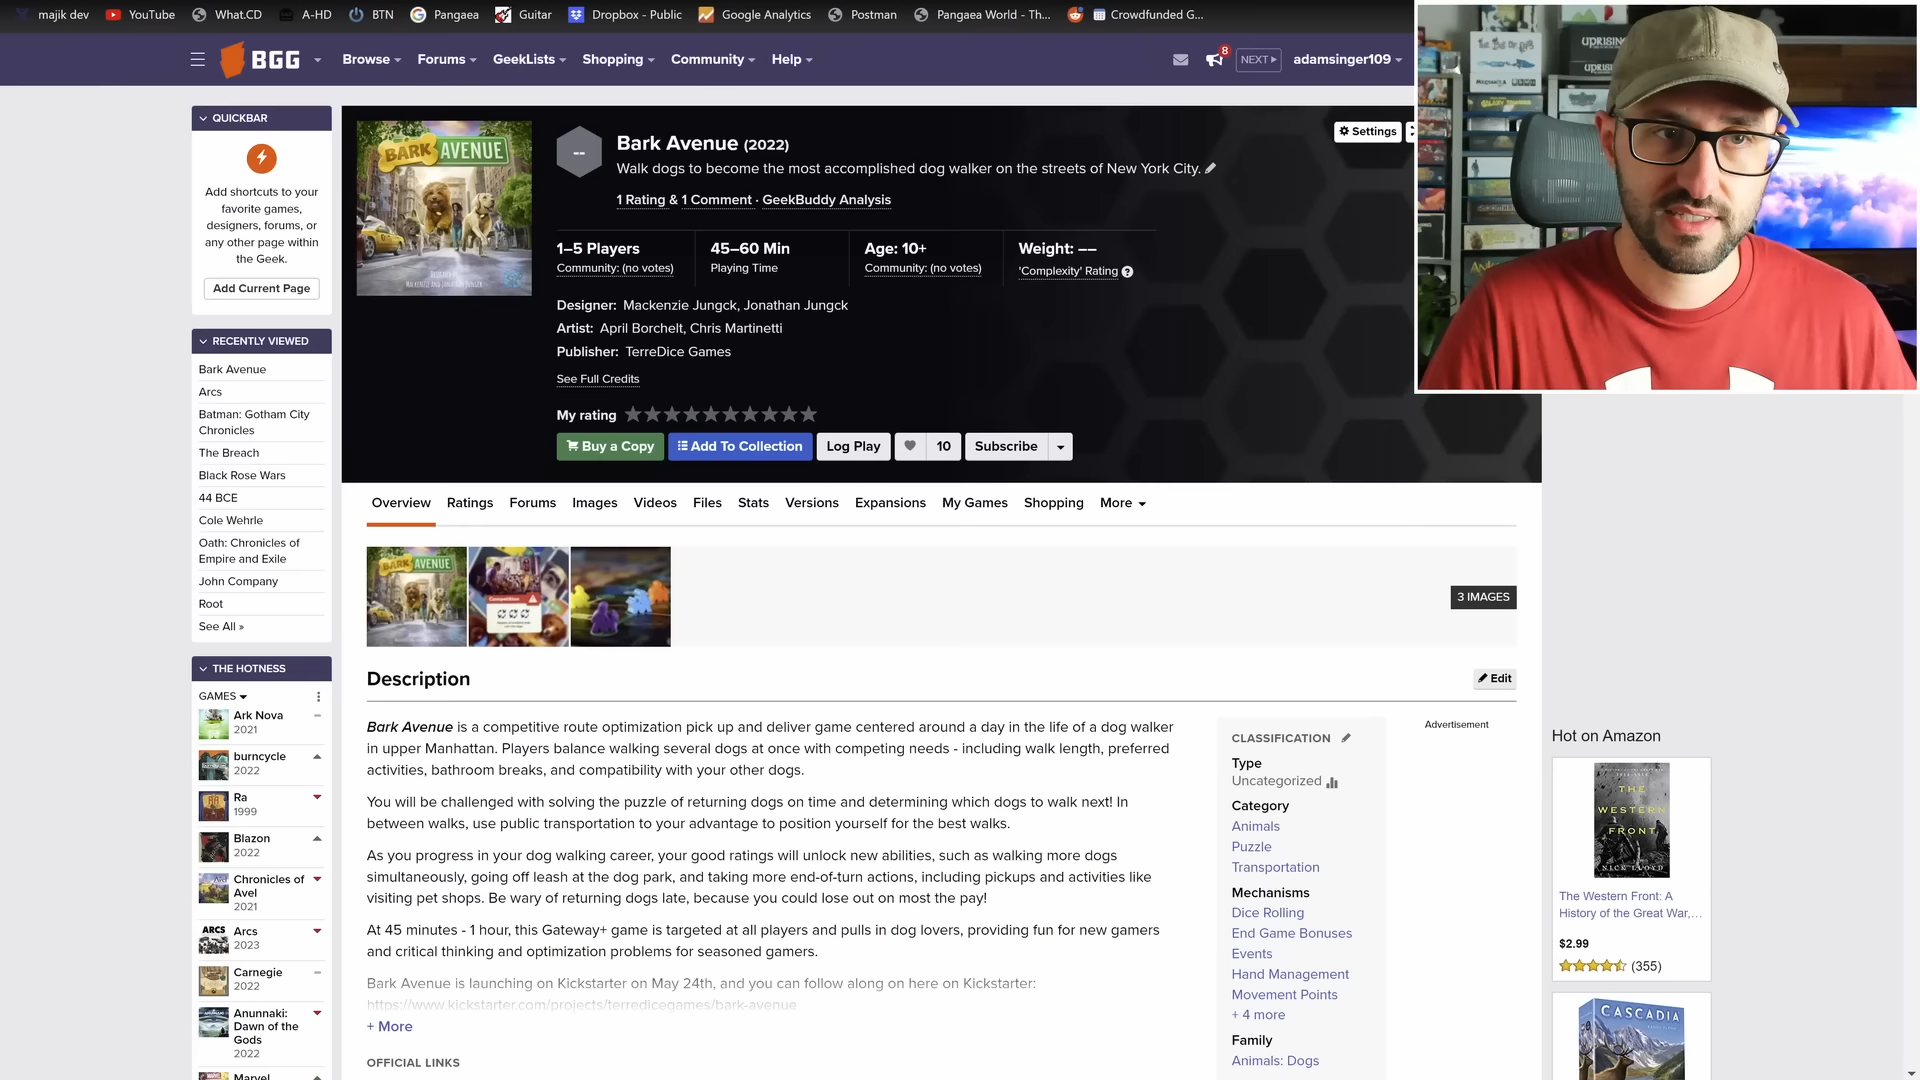 majik dev YouTube What.CD A-HD BTN Pangaea Guitar Dropbox - Public Google Analytics Postman Pangaea World - Th... Crowdfunded G...
BGG Browse Forums GeekLists Shopping Community Help 8 NEXT adamsinger109
QUICKBAR
Add shortcuts to your
favorite games,
designers, forums, or
any other page within
the Geek.
Add Current Page
RECENTLY VIEWED
Bark Avenue
Arcs
Batman: Gotham City
Chronicles
The Breach
Black Rose Wars
44 BCE
Cole Wehrle
Oath: Chronicles of
Empire and Exile
John Company
Root
See All »
THE HOTNESS
GAMES
Ark Nova
2021
burncycle
2022
Ra
1999
Blazon
2022
Chronicles of
Avel
2021
ARCS
Arcs
2023
Carnegie
2022
Anunnaki:
Dawn of the
Gods
2022
Marvel
BARK AVENUE
--
Bark Avenue (2022)
Walk dogs to become the most accomplished dog walker on the streets of New York City.
1 Rating & 1 Comment · GeekBuddy Analysis
Settings
1–5 Players
Community: (no votes)
45–60 Min
Playing Time
Age: 10+
Community: (no votes)
Weight: ––
'Complexity' Rating ?
Designer: Mackenzie Jungck, Jonathan Jungck
Artist: April Borchelt, Chris Martinetti
Publisher: TerreDice Games
See Full Credits
My rating
Buy a Copy Add To Collection Log Play 10 Subscribe
Overview Ratings Forums Images Videos Files Stats Versions Expansions My Games Shopping More
BARK AVENUE
Competition
3 IMAGES
Description
Edit
Bark Avenue is a competitive route optimization pick up and deliver game centered around a day in the life of a dog walker
in upper Manhattan. Players balance walking several dogs at once with competing needs - including walk length, preferred
activities, bathroom breaks, and compatibility with your other dogs.
You will be challenged with solving the puzzle of returning dogs on time and determining which dogs to walk next! In
between walks, use public transportation to your advantage to position yourself for the best walks.
As you progress in your dog walking career, your good ratings will unlock new abilities, such as walking more dogs
simultaneously, going off leash at the dog park, and taking more end-of-turn actions, including pickups and activities like
visiting pet shops. Be wary of returning dogs late, because you could lose out on most the pay!
At 45 minutes - 1 hour, this Gateway+ game is targeted at all players and pulls in dog lovers, providing fun for new gamers
and critical thinking and optimization problems for seasoned gamers.
Bark Avenue is launching on Kickstarter on May 24th, and you can follow along on here on Kickstarter:
https://www.kickstarter.com/projects/terredicegames/bark-avenue
+ More
OFFICIAL LINKS
CLASSIFICATION
Type
Uncategorized
Category
Animals
Puzzle
Transportation
Mechanisms
Dice Rolling
End Game Bonuses
Events
Hand Management
Movement Points
+ 4 more
Family
Animals: Dogs
Advertisement
Hot on Amazon
THE
WESTERN
FRONT
NICK LLOYD
The Western Front: A
History of the Great War,...
$2.99
(355)
CASCADIA
UPRISING
UPRISING